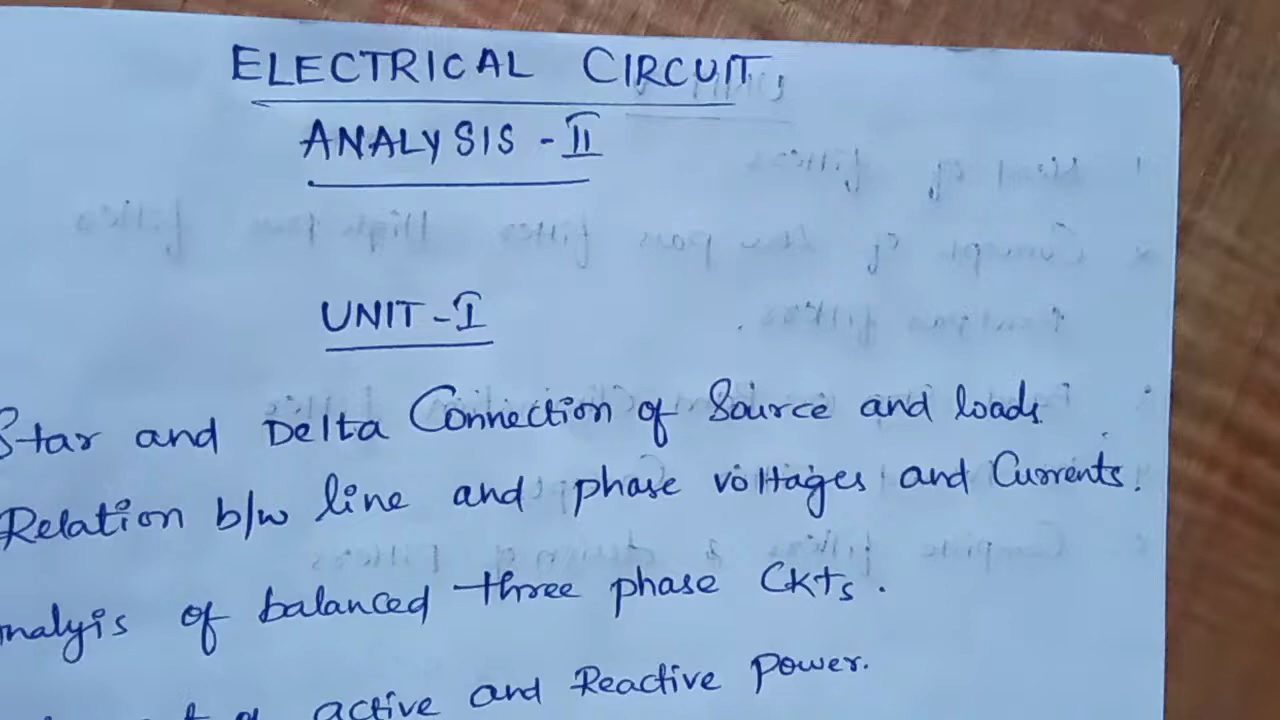 ELECTRICAL CIRCUIT
ANALYSIS - II
UNIT - I
Star and Delta Connection of Source and loads.
Relation b/w line and phase voltages and Currents.
nalyis of balanced three phase Ckts.
active and Reactive power.